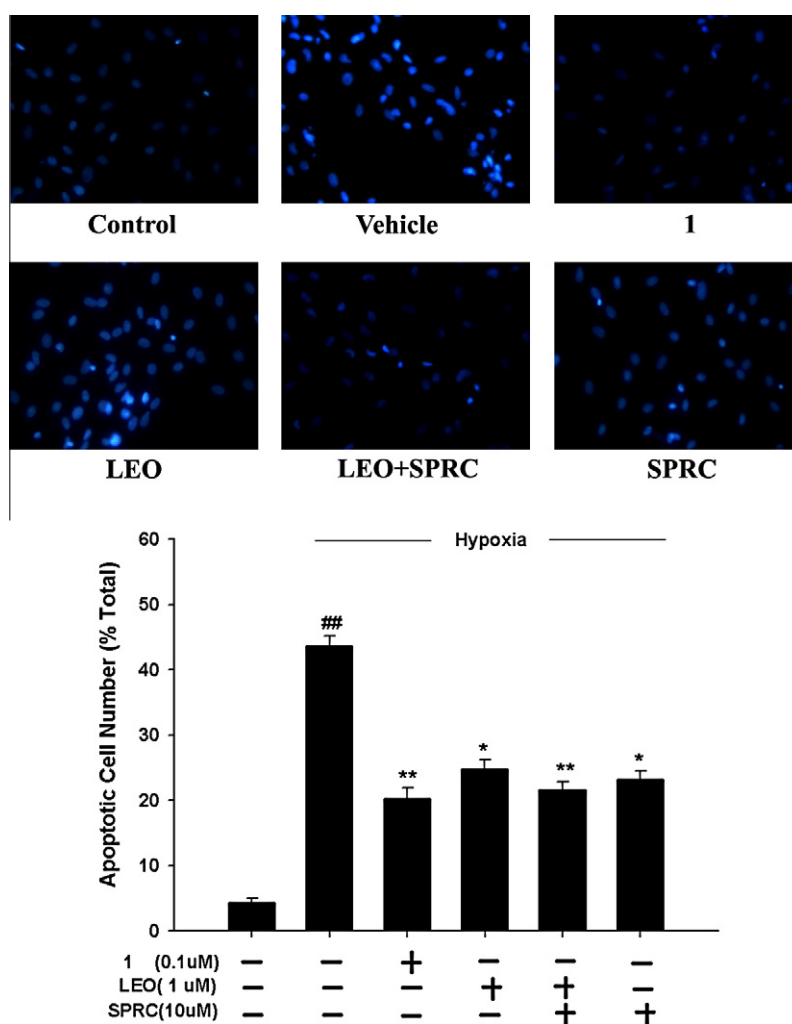 Control Vehicle 1
LEO LEO+SPRC SPRC
Hypoxia
Apoptotic Cell Number (% Total)
60
50
40
30
20
10
0
##
** * ** *
1 (0.1uM) — — + — — —
LEO( 1 uM) — — — + + —
SPRC(10uM) — — — — + +